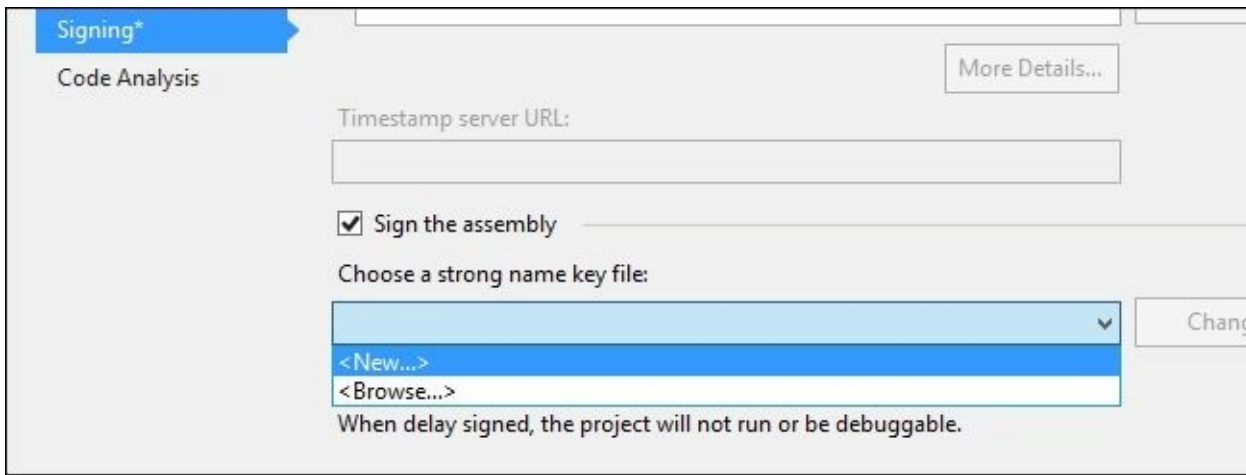 Signing*
Code Analysis
More Details...
Timestamp server URL:
Sign the assembly
Choose a strong name key file:
<New...>
<Browse...>
When delay signed, the project will not run or be debuggable.